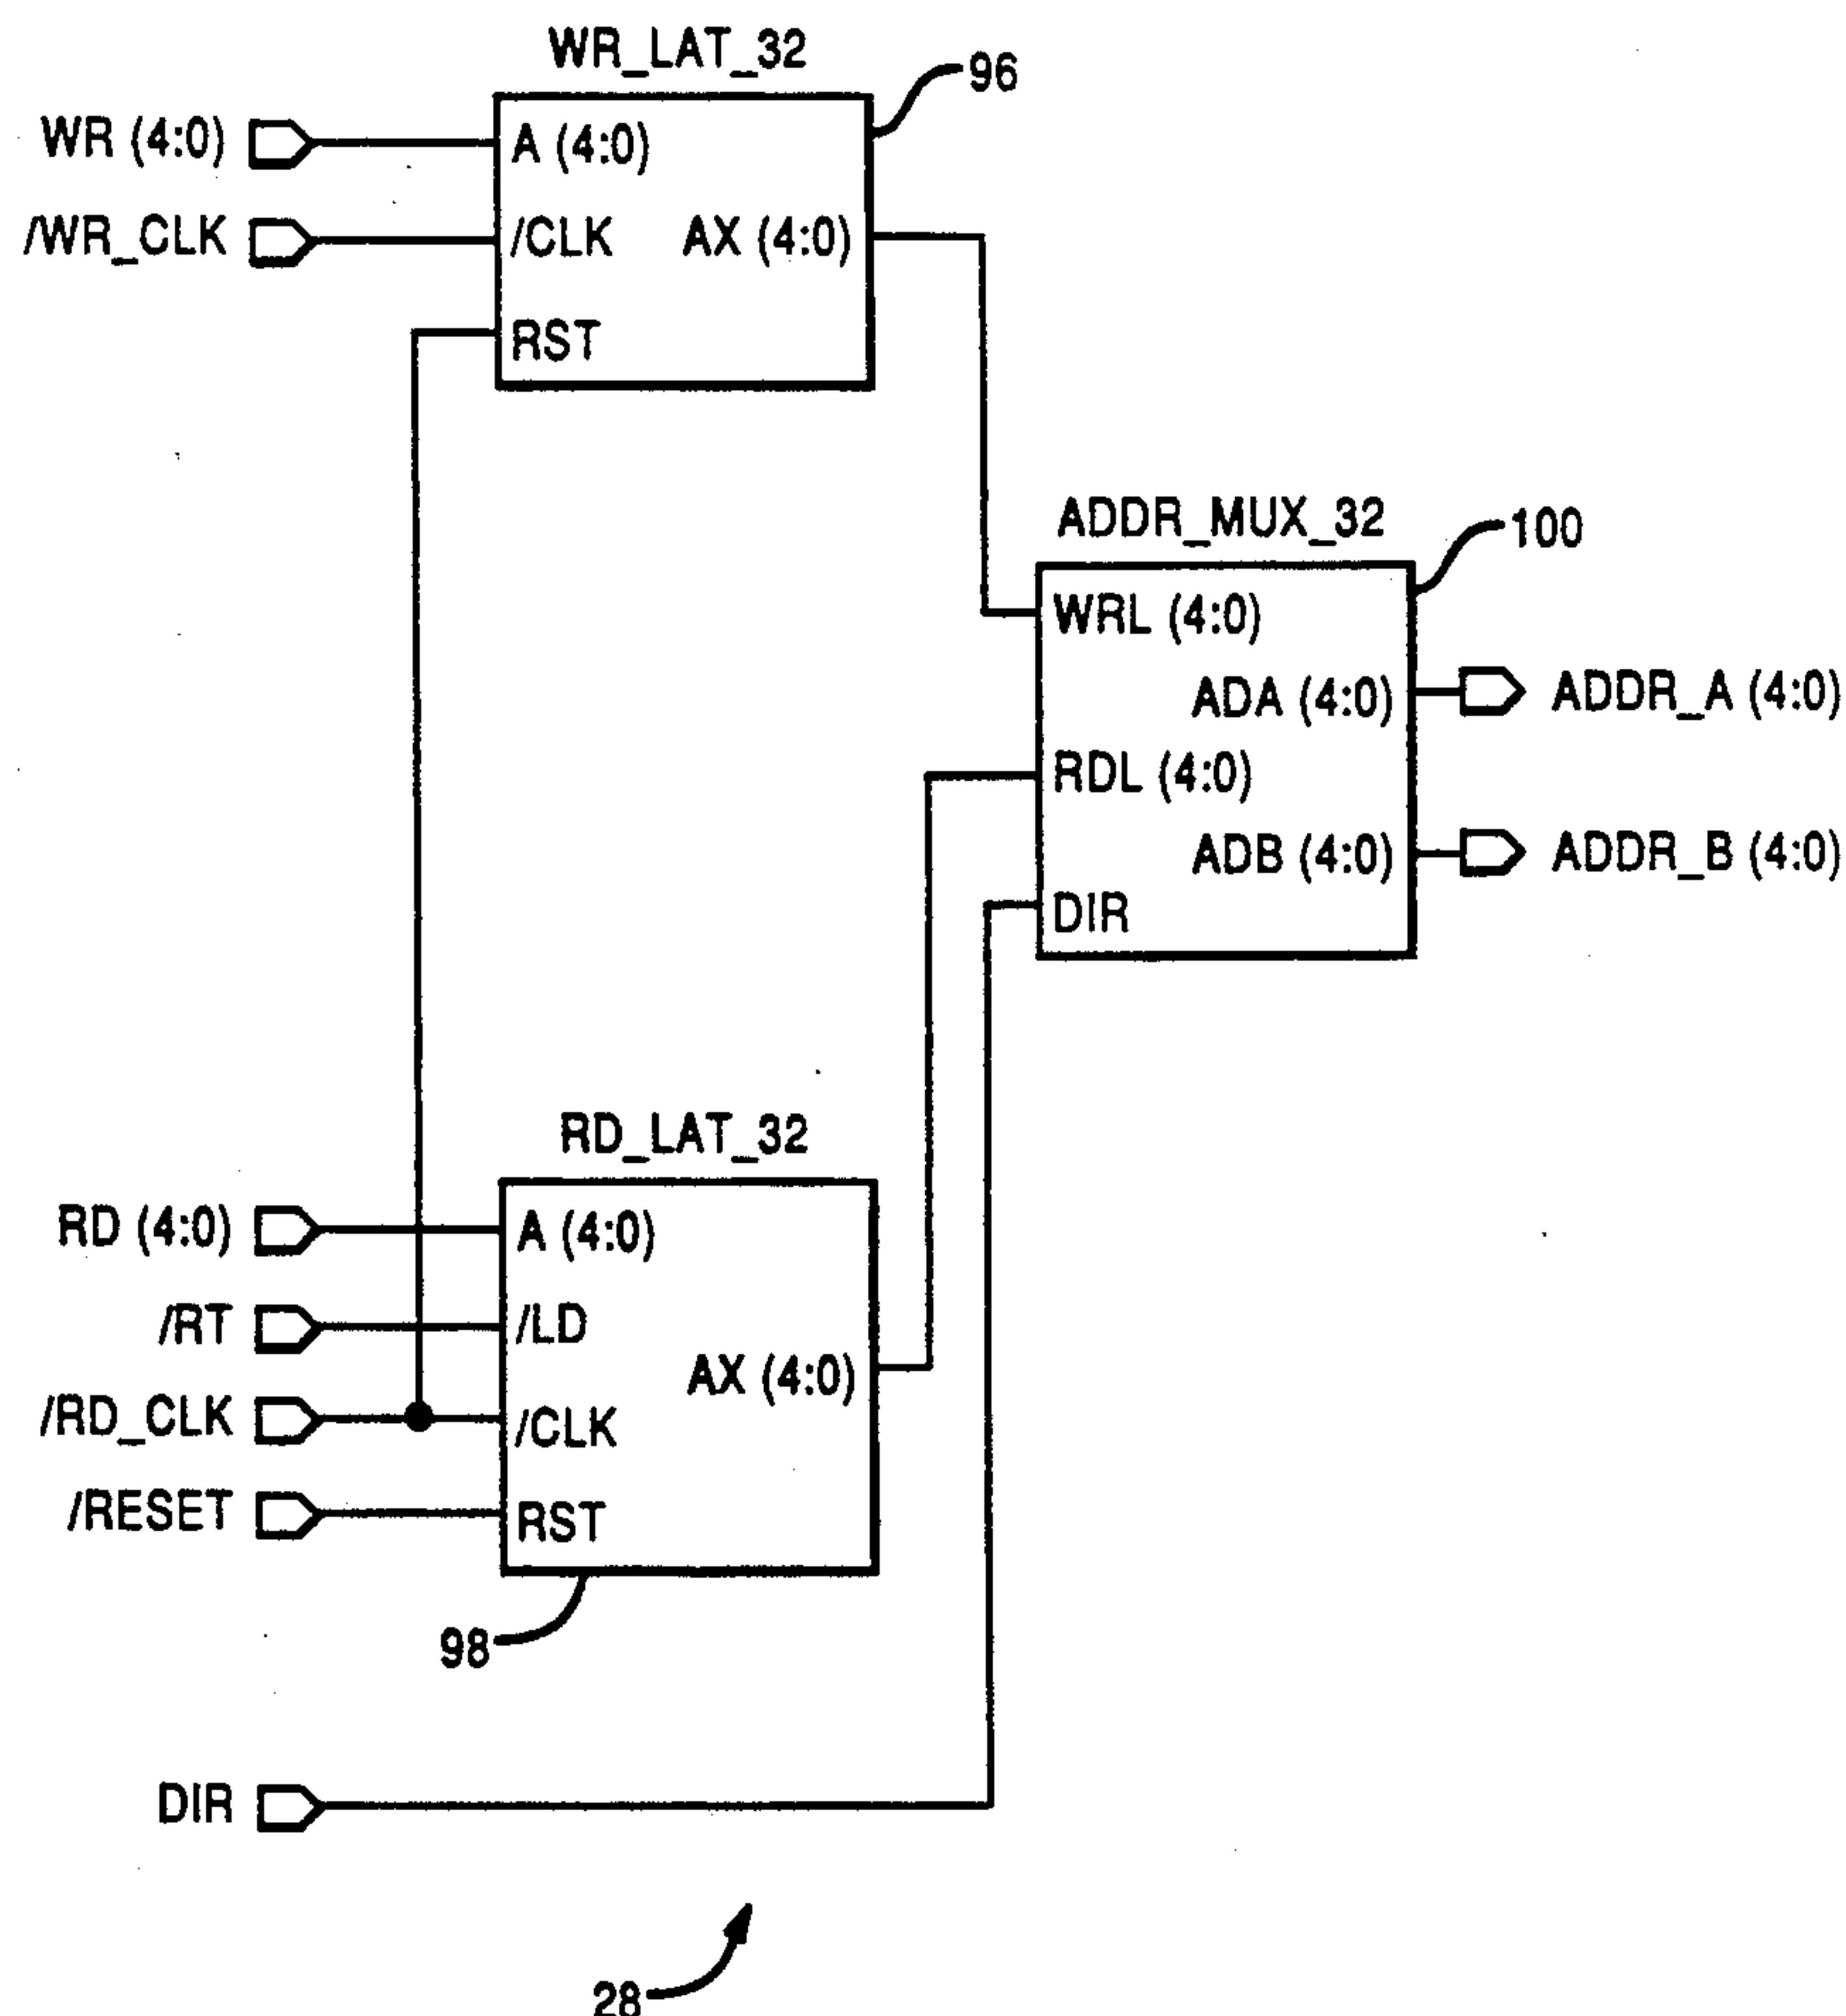 WR_LAT_32
96
WR (4:0)
A (4:0)
/WR_CLK
/CLK
AX (4:0)
RST
ADDR_MUX_32
100
WRL (4:0)
ADA (4:0)
ADDR_A (4:0)
RDL (4:0)
ADB (4:0)
ADDR_B (4:0)
DIR
RD_LAT_32
RD (4:0)
A (4:0)
/RT
/LD
AX (4:0)
/RD_CLK
/CLK
/RESET
RST
98
DIR
28